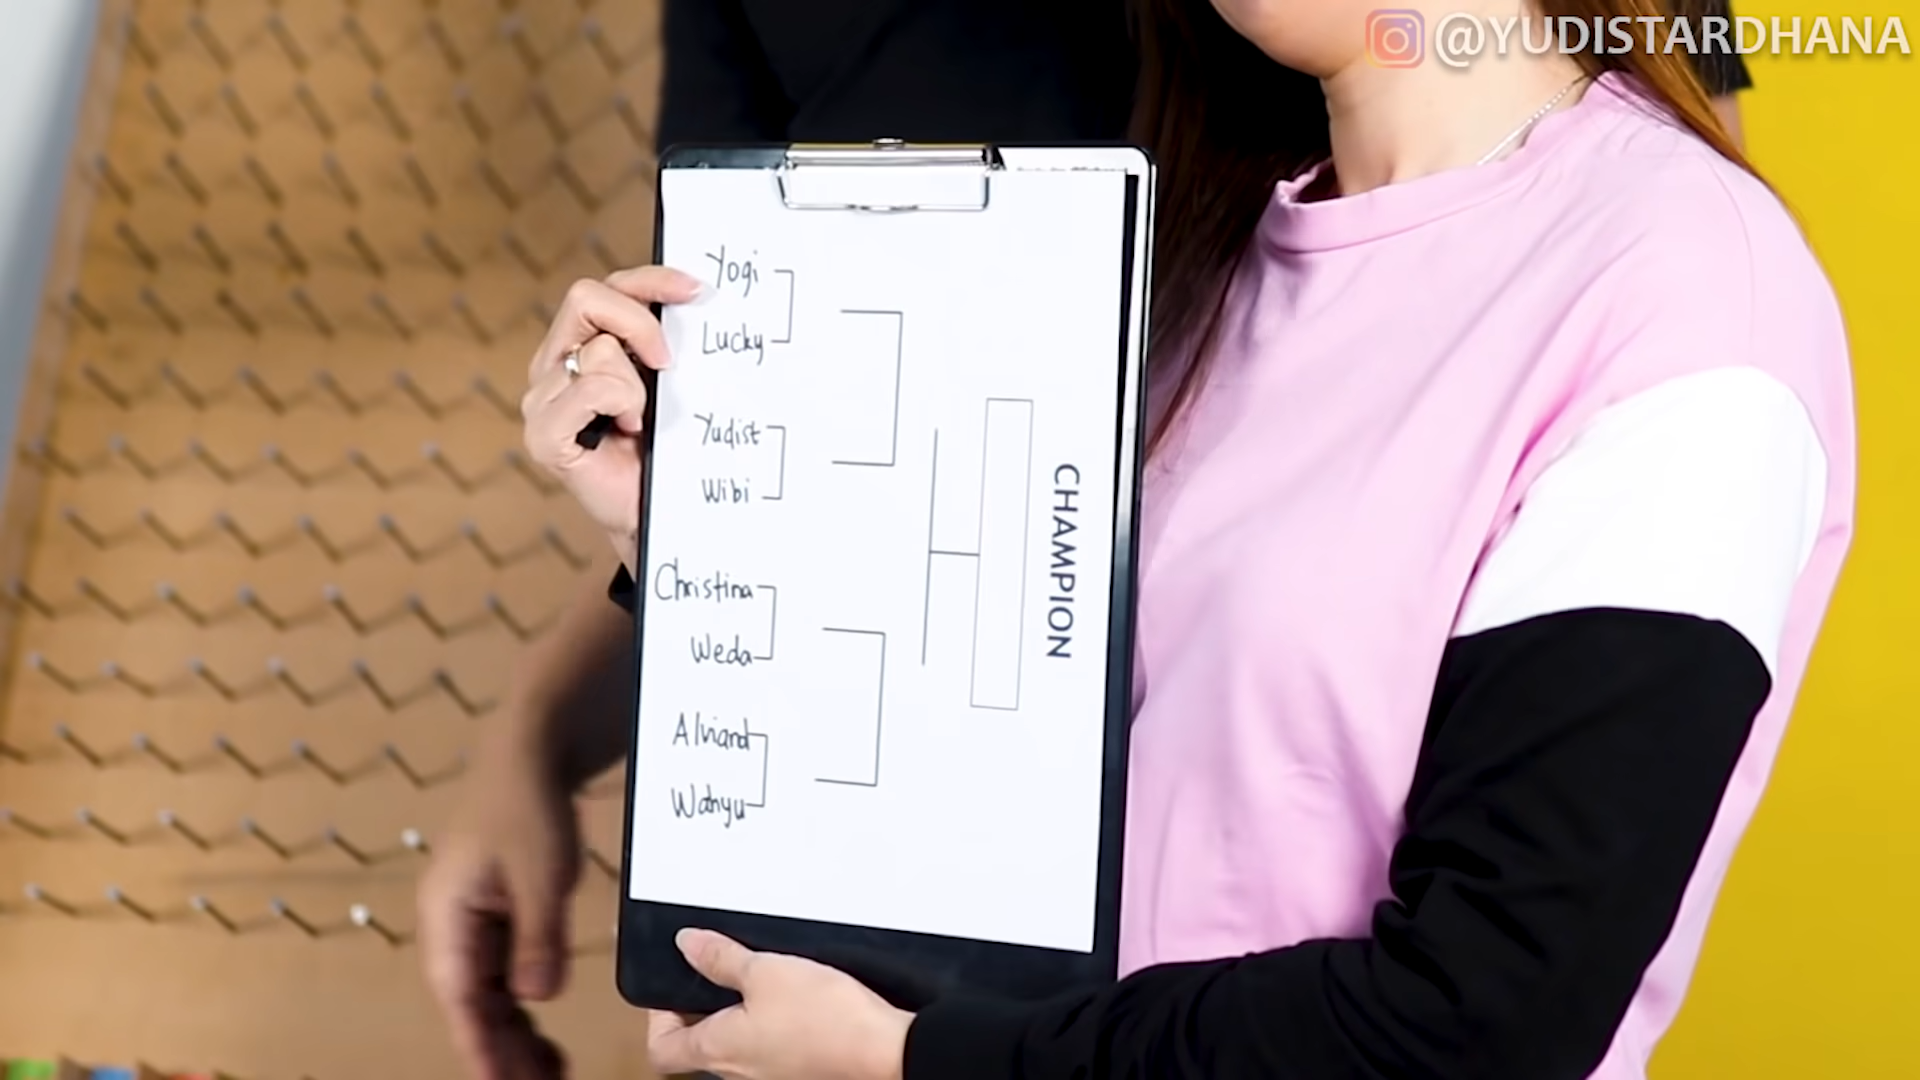 @YUDISTARDHANA
Yogi
Lucky
Yudist
Wibi
Christina
Weda
Alviand
Wahyu
CHAMPION